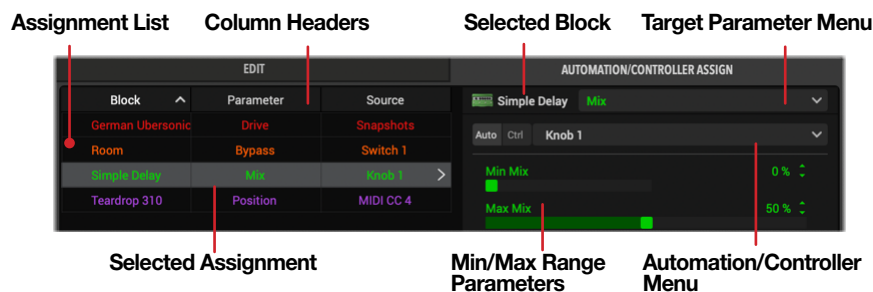 Assignment List Column Headers Selected Block Target Parameter Menu
EDIT AUTOMATION/CONTROLLER ASSIGN
Block Parameter Source
Simple Delay Mix
German Ubersonic Drive Snapshots
Auto Ctrl Knob 1
Room Bypass Switch 1
Simple Delay Mix Knob 1
Min Mix 0 %
Teardrop 310 Position MIDI CC 4
Max Mix 50 %
Selected Assignment
Min/Max Range
Parameters
Automation/Controller
Menu